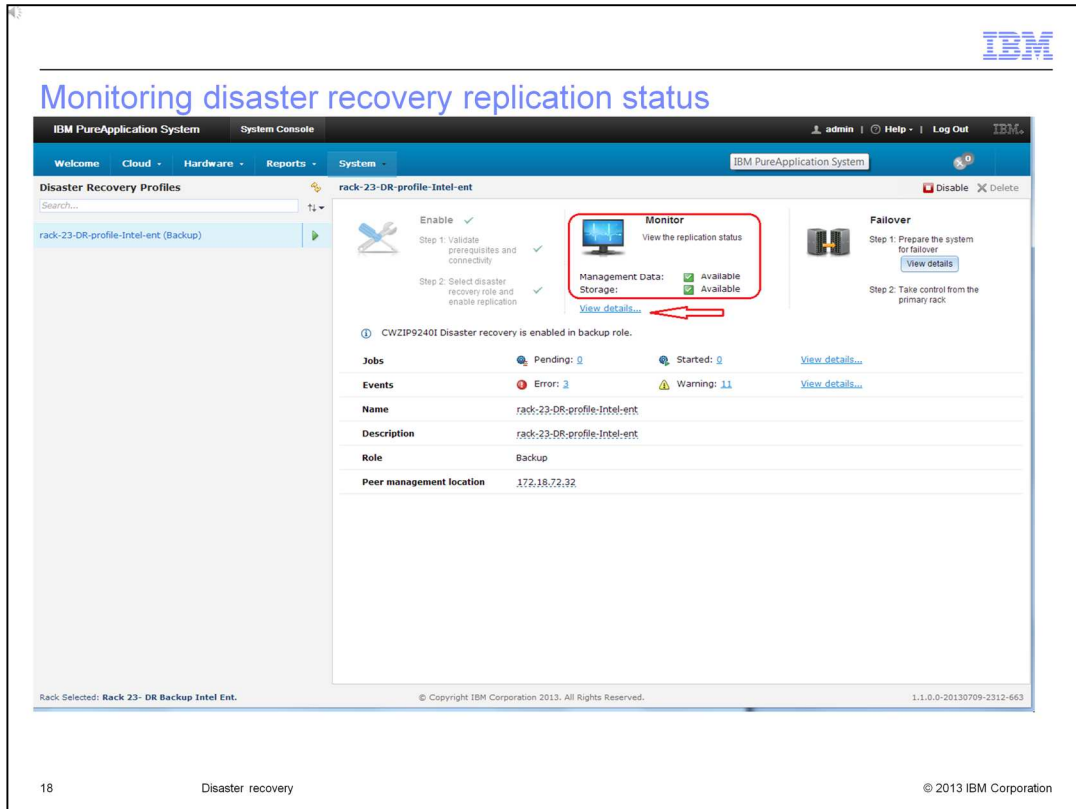 IBM
Monitoring disaster recovery replication status
IBM PureApplication System System Console admin | Help | Log Out IBM.
Welcome Cloud Hardware Reports System IBM PureApplication System 0
Disaster Recovery Profiles
Search...
rack-23-DR-profile-Intel-ent (Backup)
rack-23-DR-profile-Intel-ent Disable Delete
Enable
Step 1: Validate
prerequisites and
connectivity
Step 2: Select disaster
recovery role and
enable replication
Monitor
View the replication status
Management Data: Available
Storage: Available
View details...
Failover
Step 1: Prepare the system
for failover
View details
Step 2: Take control from the
primary rack
CWZIP9240I Disaster recovery is enabled in backup role.
Jobs Pending: 0 Started: 0 View details...
Events Error: 3 Warning: 11 View details...
Name rack-23-DR-profile-Intel-ent
Description rack-23-DR-profile-Intel-ent
Role Backup
Peer management location 172.18.72.32
Rack Selected: Rack 23- DR Backup Intel Ent. © Copyright IBM Corporation 2013. All Rights Reserved. 1.1.0.0-20130709-2312-663
18 Disaster recovery © 2013 IBM Corporation